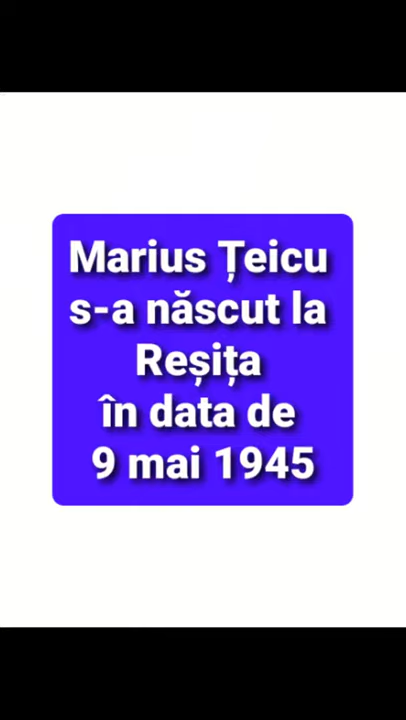 Marius Țeicu
s-a născut la
Reșița
în data de
9 mai 1945